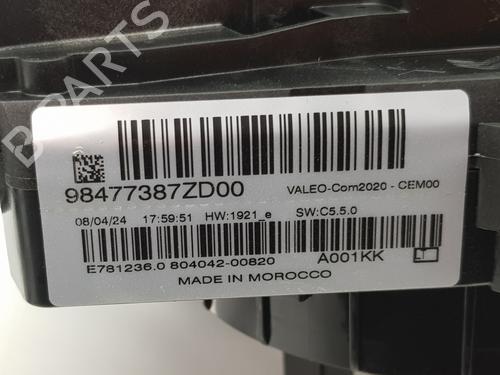 B PARTS
98477387ZD00 VALEO-Com2020 - CEM00
08/04/24 17:59:51 HW:1921_e SW:C5.5.0
E781236.0 804042-00820 A001KK
MADE IN MOROCCO